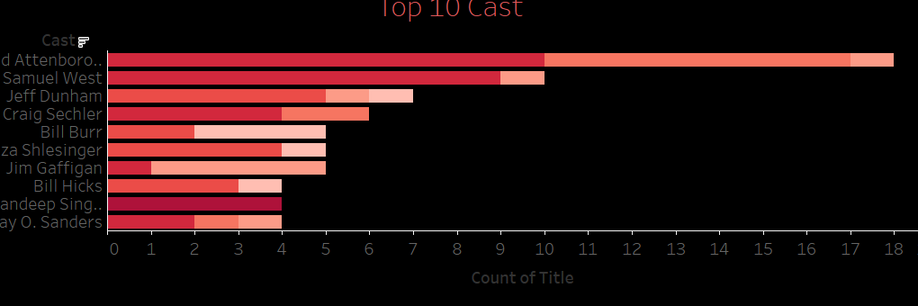 Top 10 Cast
Cast
d Attenboro..
Samuel West
Jeff Dunham
Craig Sechler
Bill Burr
za Shlesinger
Jim Gaffigan
Bill Hicks
andeep Sing..
ay O. Sanders
0 1 2 3 4 5 6 7 8 9 10 11 12 13 14 15 16 17 18
Count of Title